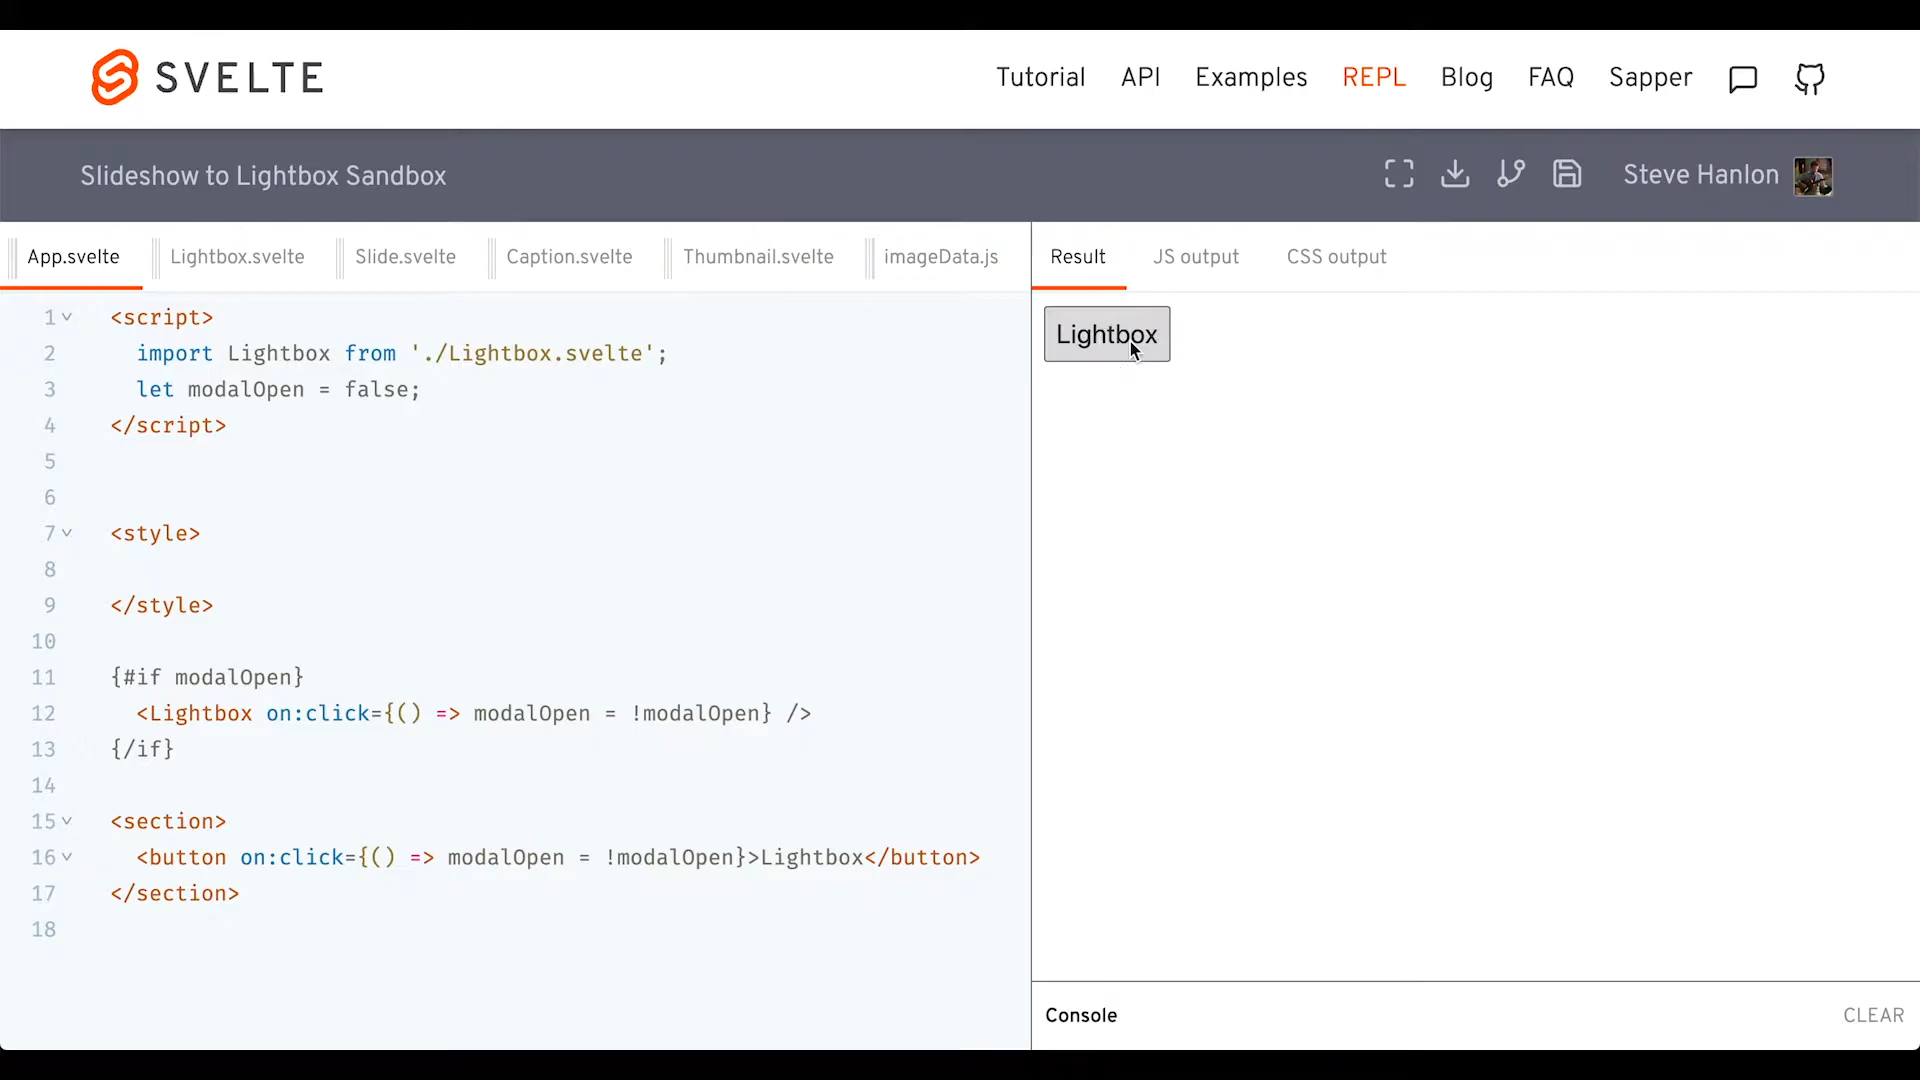 SVELTE
Tutorial API Examples REPL Blog FAQ Sapper
Slideshow to Lightbox Sandbox
Steve Hanlon
App.svelte Lightbox.svelte Slide.svelte Caption.svelte Thumbnail.svelte imageData.js
Result JS output CSS output
1 <script>
2 import Lightbox from './Lightbox.svelte';
3 let modalOpen = false;
4 </script>
5
6
7 <style>
8
9 </style>
10
11 {#if modalOpen}
12 <Lightbox on:click={() => modalOpen = !modalOpen} />
13 {/if}
14
15 <section>
16 <button on:click={() => modalOpen = !modalOpen}>Lightbox</button>
17 </section>
18
Lightbox
Console
CLEAR